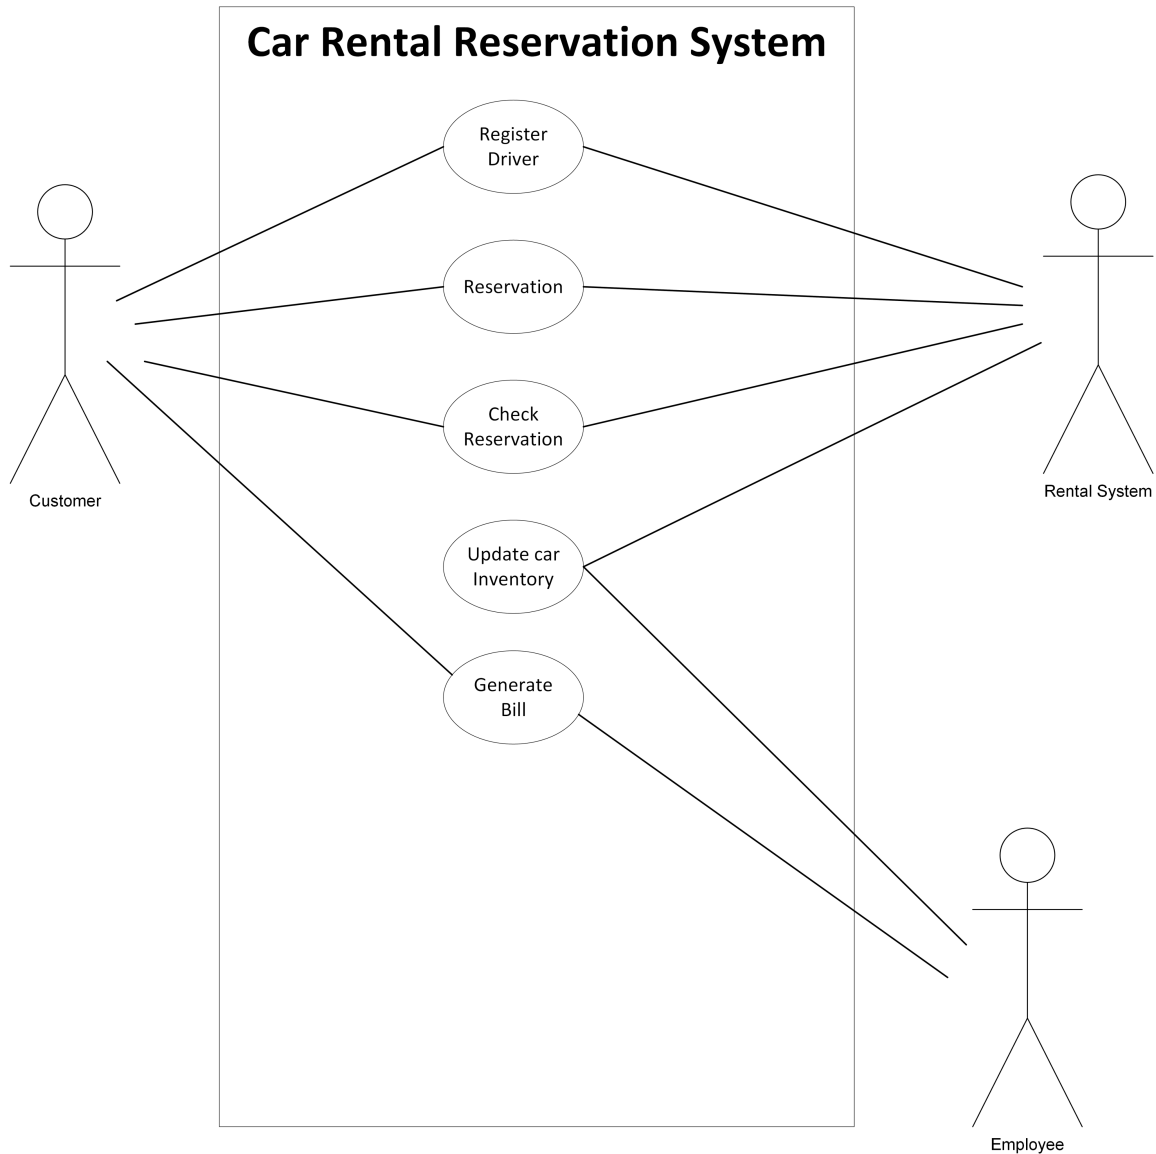 Car Rental Reservation System
Register
Driver
Reservation
Check
Reservation
Customer
Rental System
Update car
Inventory
Generate
Bill
Employee